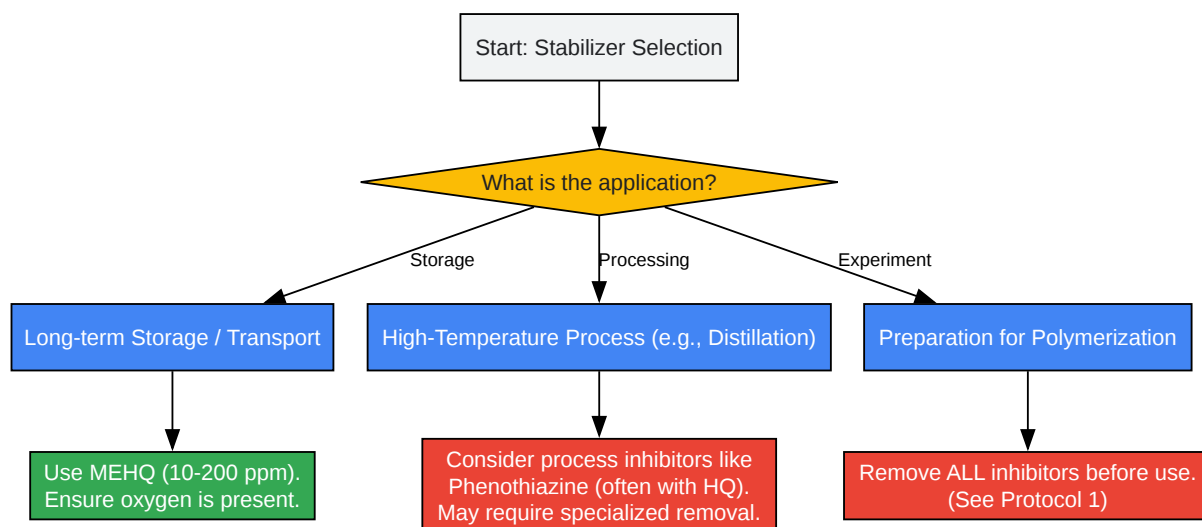 Start: Stabilizer Selection
What is the application?
Storage
Processing
Experiment
Long-term Storage / Transport
High-Temperature Process (e.g., Distillation)
Preparation for Polymerization
Use MEHQ (10-200 ppm).
Ensure oxygen is present.
Consider process inhibitors like
Phenothiazine (often with HQ).
May require specialized removal.
Remove ALL inhibitors before use.
(See Protocol 1)